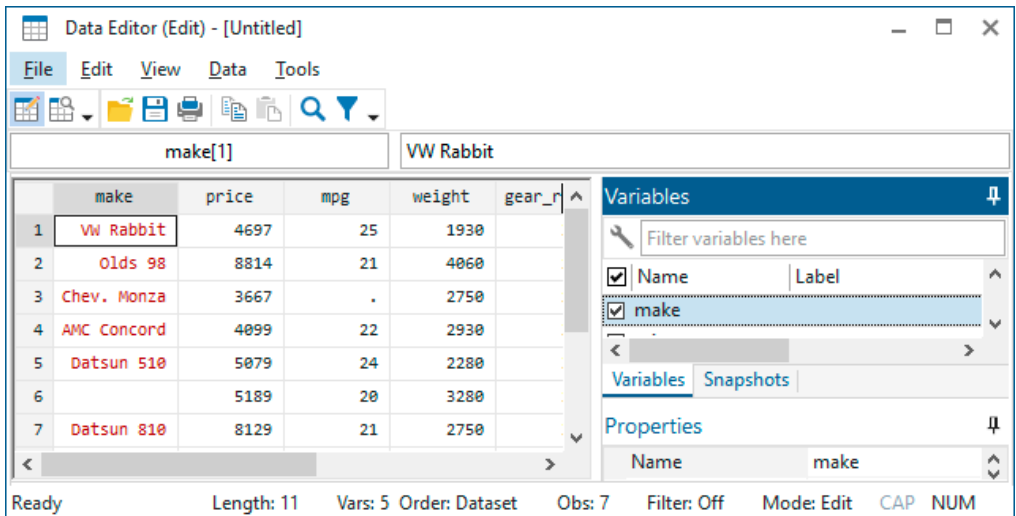 Data Editor (Edit) - [Untitled]
File Edit View Data Tools
make[1] VW Rabbit
make price mpg weight gear_r
1 VW Rabbit 4697 25 1930
2 Olds 98 8814 21 4060
3 Chev. Monza 3667 . 2750
4 AMC Concord 4099 22 2930
5 Datsun 510 5079 24 2280
6 5189 20 3280
7 Datsun 810 8129 21 2750
Variables
Filter variables here
Name Label
make
Variables Snapshots
Properties
Name make
Ready Length: 11 Vars: 5 Order: Dataset Obs: 7 Filter: Off Mode: Edit CAP NUM